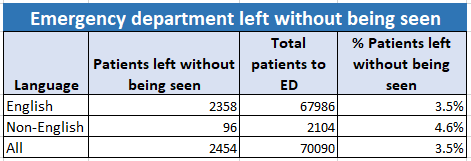 Emergency department left without being seen
Language Patients left without being seen Total patients to ED % Patients left without being seen
English 2358 67986 3.5%
Non-English 96 2104 4.6%
All 2454 70090 3.5%